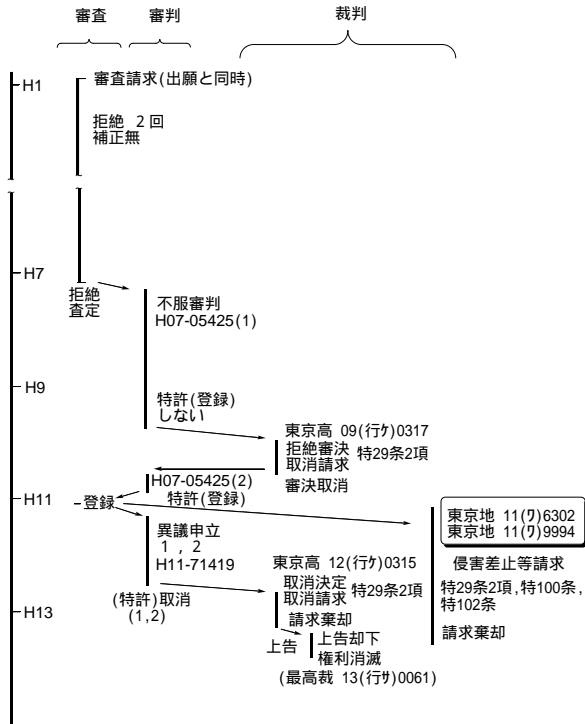 審査
審判
裁判
H1
審査請求(出願と同時)
拒絶 2回
補正無
H7
拒絶
査定
不服審判
H07-05425(1)
H9
特許(登録)
しない
東京高 09(行ケ)0317
拒絶審決
取消請求
特29条2項
審決取消
H07-05425(2)
H11
登録
特許(登録)
東京地 11(ワ)6302
東京地 11(ワ)9994
異議申立
1 , 2
H11-71419
侵害差止等請求
特29条2項,特100条,
特102条
請求棄却
東京高 12(行ケ)0315
取消決定
取消請求
特29条2項
請求棄却
(特許)取消
(1,2)
H13
上告
上告却下
権利消滅
(最高裁 13(行サ)0061)